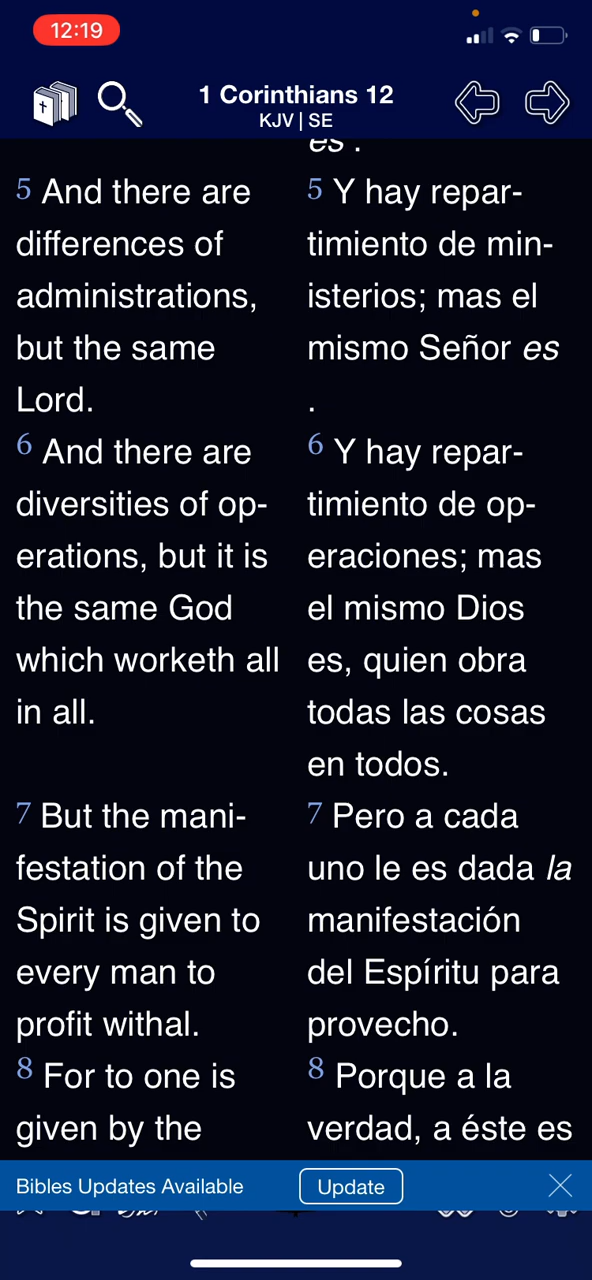 12:19
1 Corinthians 12
KJV | SE
es .
5 And there are
differences of
administrations,
but the same
Lord.
6 And there are
diversities of op-
erations, but it is
the same God
which worketh all
in all.
7 But the mani-
festation of the
Spirit is given to
every man to
profit withal.
8 For to one is
given by the
5 Y hay repar-
timiento de min-
isterios; mas el
mismo Señor es
.
6 Y hay repar-
timiento de op-
eraciones; mas
el mismo Dios
es, quien obra
todas las cosas
en todos.
7 Pero a cada
uno le es dada la
manifestación
del Espíritu para
provecho.
8 Porque a la
verdad, a éste es
Bibles Updates Available
Update